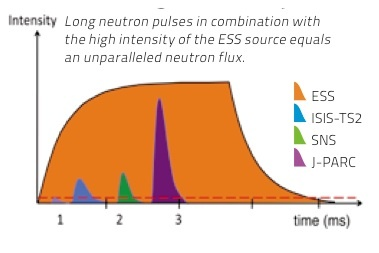 Intensity
Long neutron pulses in combination with
the high intensity of the ESS source equals
an unparalleled neutron flux.
ESS
ISIS-TS2
SNS
J-PARC
1 2 3 time (ms)